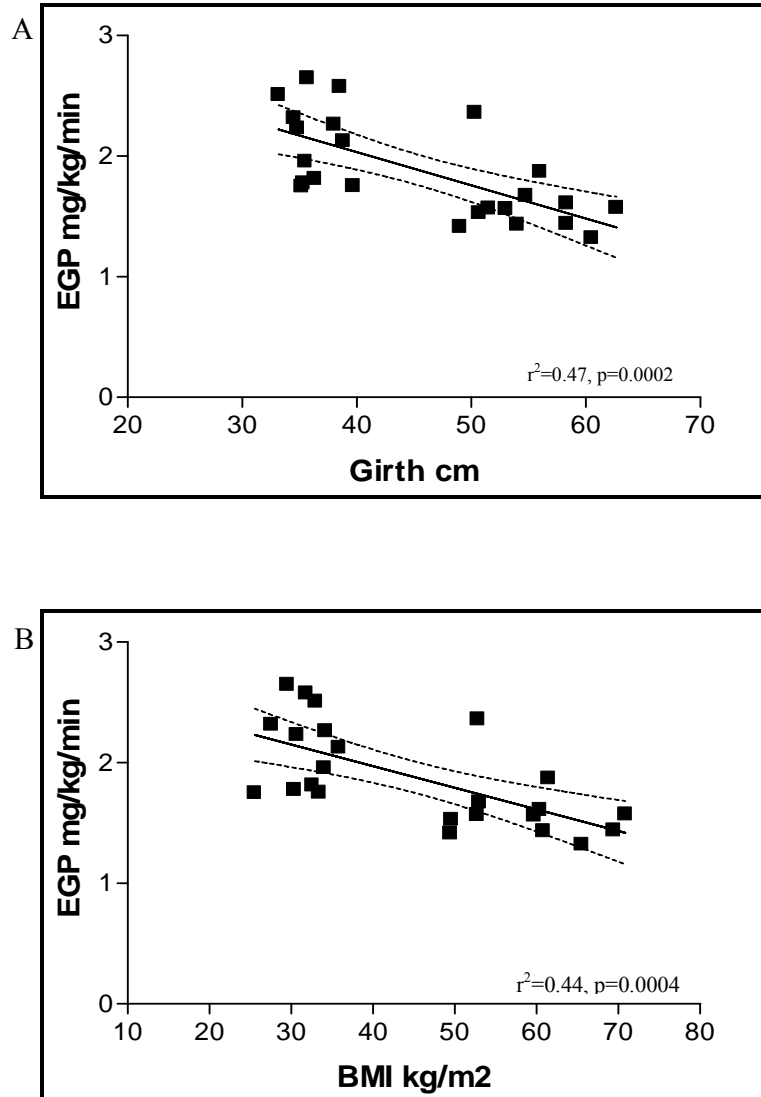 A
3
2
1
0
EGP mg/kg/min
r²=0.47, p=0.0002
20 30 40 50 60 70
Girth cm
B
3
2
1
0
EGP mg/kg/min
r²=0.44, p=0.0004
10 20 30 40 50 60 70 80
BMI kg/m2